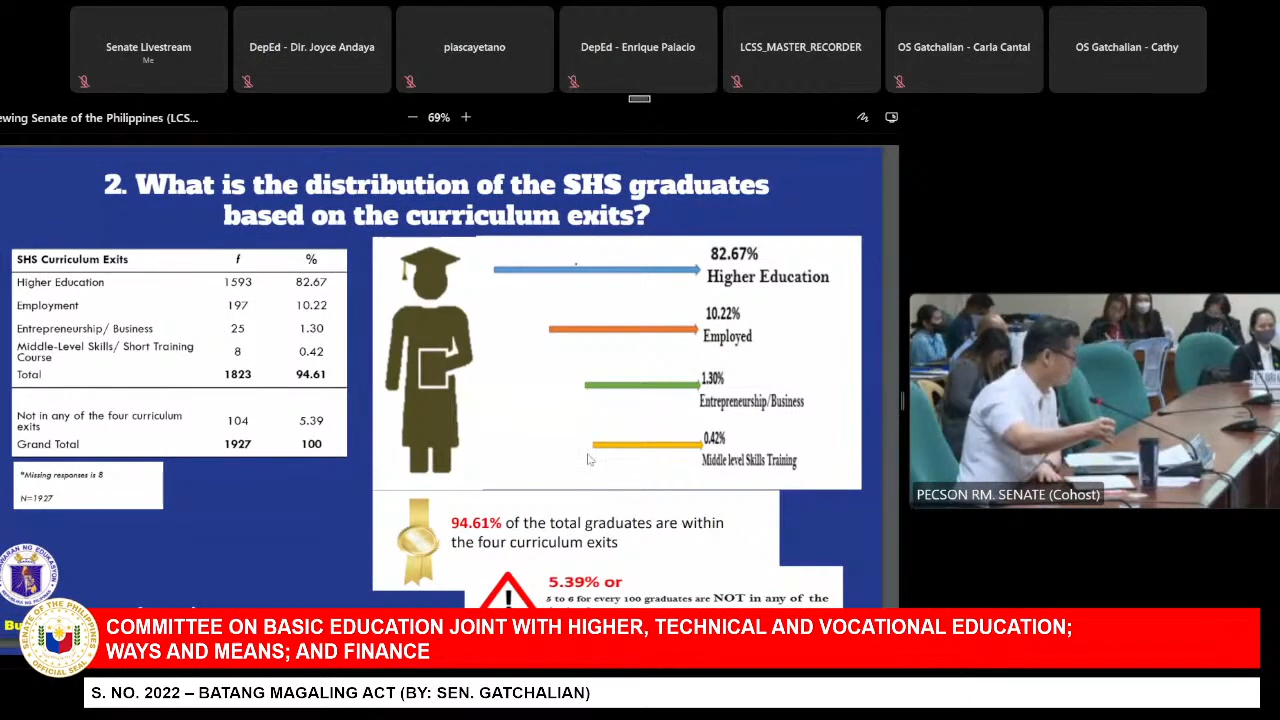 Senate Livestream
Me
DepEd - Dir. Joyce Andaya
piascayetano
DepEd - Enrique Palacio
LCSS_MASTER_RECORDER
OS Gatchalian - Carla Cantal
OS Gatchalian - Cathy
ewing Senate of the Philippines (LCS...
69%
2. What is the distribution of the SHS graduates
based on the curriculum exits?
SHS Curriculum Exits f %
Higher Education 1593 82.67
Employment 197 10.22
Entrepreneurship/ Business 25 1.30
Middle-Level Skills/ Short Training
Course 8 0.42
Total 1823 94.61
Not in any of the four curriculum
exits 104 5.39
Grand Total 1927 100
*Missing responses is 8
N=1927
82.67%
Higher Education
10.22%
Employed
1.30%
Entrepreneurship/Business
0.42%
Middle level Skills Training
94.61% of the total graduates are within
the four curriculum exits
5.39% or
5 to 6 for every 100 graduates are NOT in any of the
PECSON RM. SENATE (Cohost)
Bu
COMMITTEE ON BASIC EDUCATION JOINT WITH HIGHER, TECHNICAL AND VOCATIONAL EDUCATION;
WAYS AND MEANS; AND FINANCE
S. NO. 2022 – BATANG MAGALING ACT (BY: SEN. GATCHALIAN)
SENATE OF THE PHILIPPINES
OFFICIAL SEAL